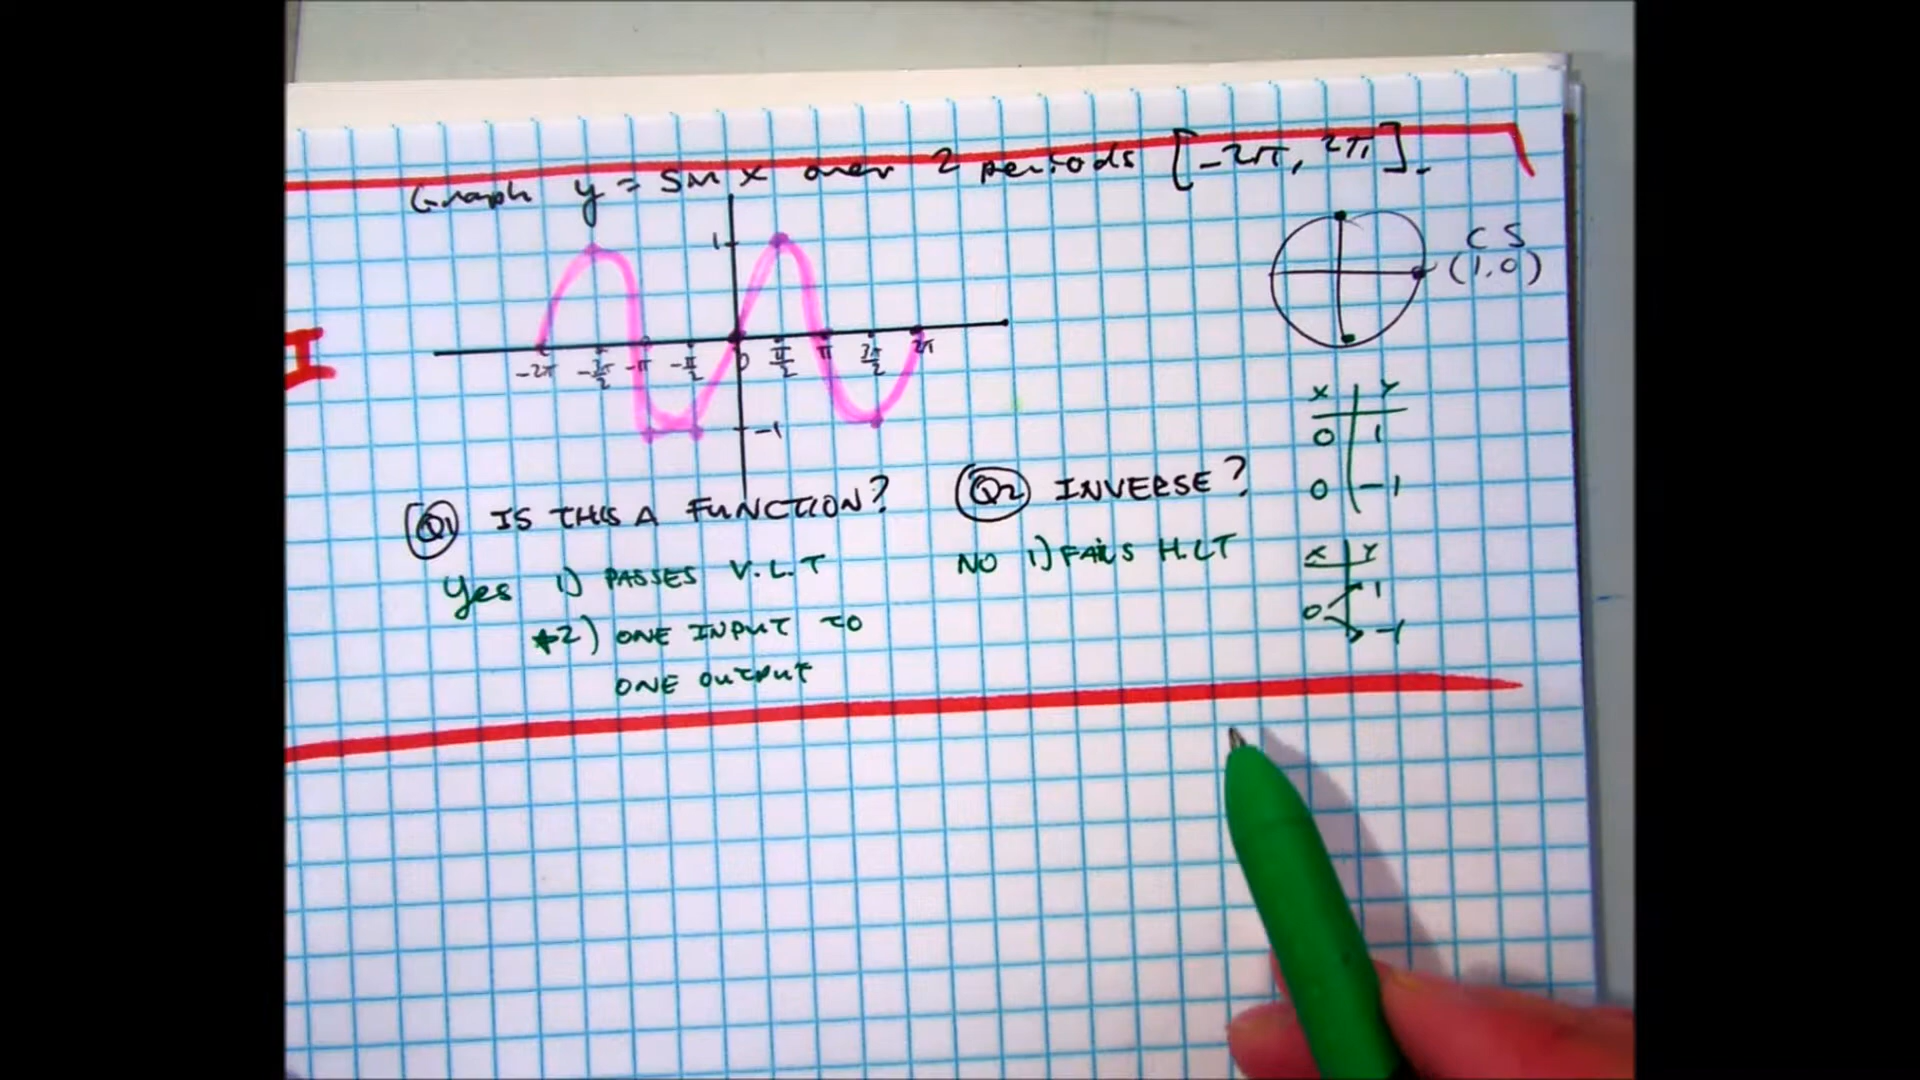 Graph y = sin x over 2 periods [-2π, 2π].
1
C S
(1,0)
I
-2π -3π/2 -π -π/2 0 π/2 π 3π/2 2π
-1
X Y
0 1
0 -1
Q1 IS THIS A FUNCTION?
Q2 INVERSE?
Yes 1) PASSES V.L.T
*2) ONE INPUT TO
ONE OUTPUT
NO 1) FAILS H.L.T
X Y
0 1
-1